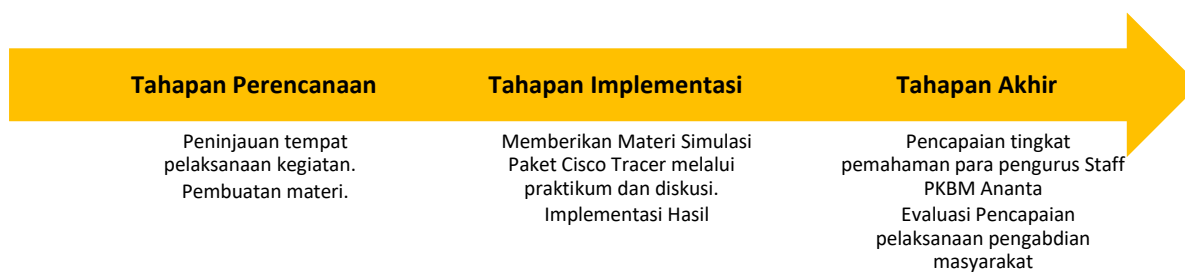 Tahapan Perencanaan
Peninjauan tempat
pelaksanaan kegiatan.
Pembuatan materi.
Tahapan Implementasi
Memberikan Materi Simulasi
Paket Cisco Tracer melalui
praktikum dan diskusi.
Implementasi Hasil
Tahapan Akhir
Pencapaian tingkat
pemahaman para pengurus Staff
PKBM Ananta
Evaluasi Pencapaian
pelaksanaan pengabdian
masyarakat